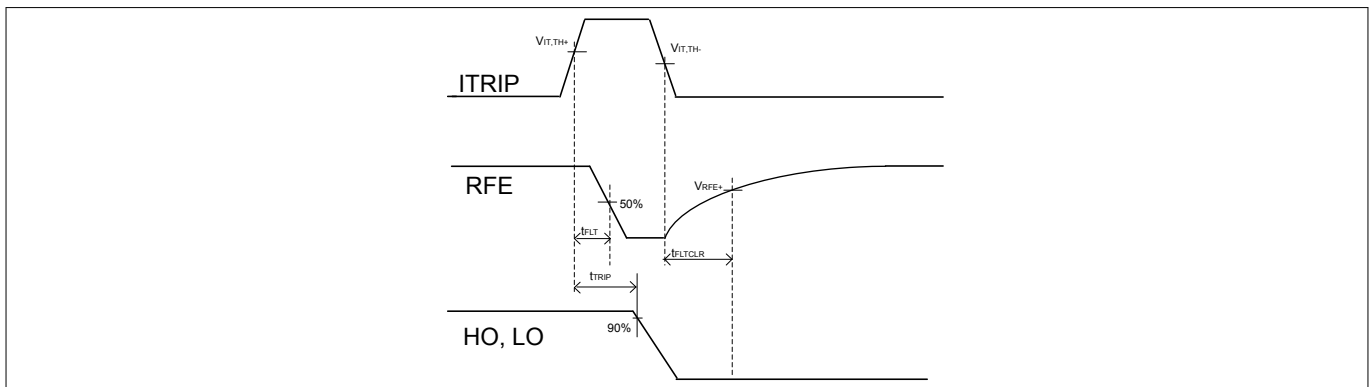 VIT,TH+
VIT,TH-
ITRIP
RFE
VRFE+
50%
tFLT
tFLTCLR
tTRIP
90%
HO, LO